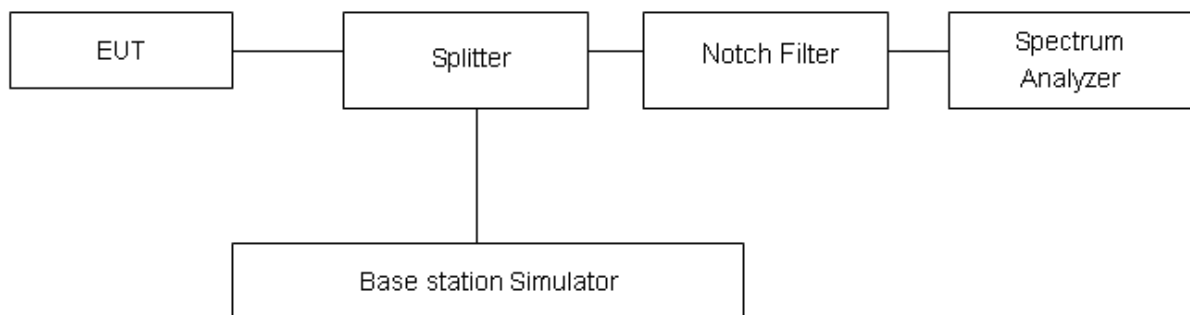 EUT
Splitter
Notch Filter
Spectrum
Analyzer
Base station Simulator